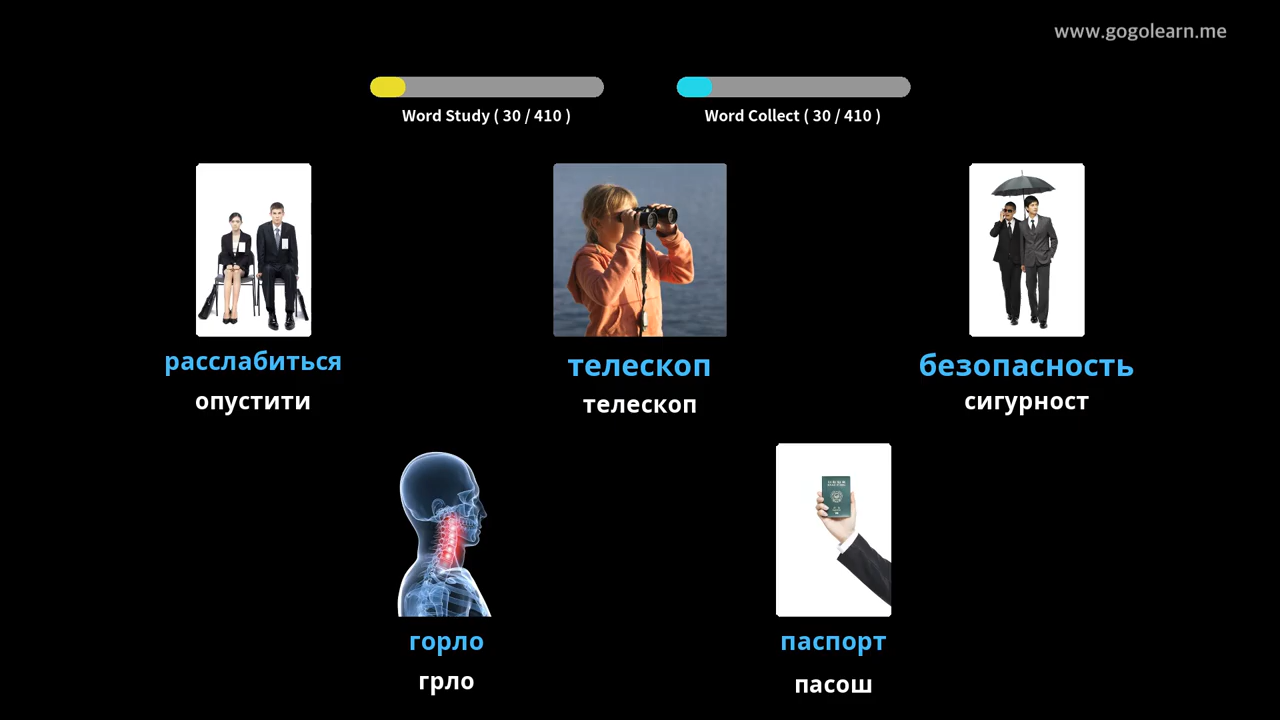 www.gogolearn.me
Word Study ( 30 / 410 )
Word Collect ( 30 / 410 )
расслабиться
опустити
телескоп
телескоп
безопасность
сигурност
горло
грло
паспорт
пасош